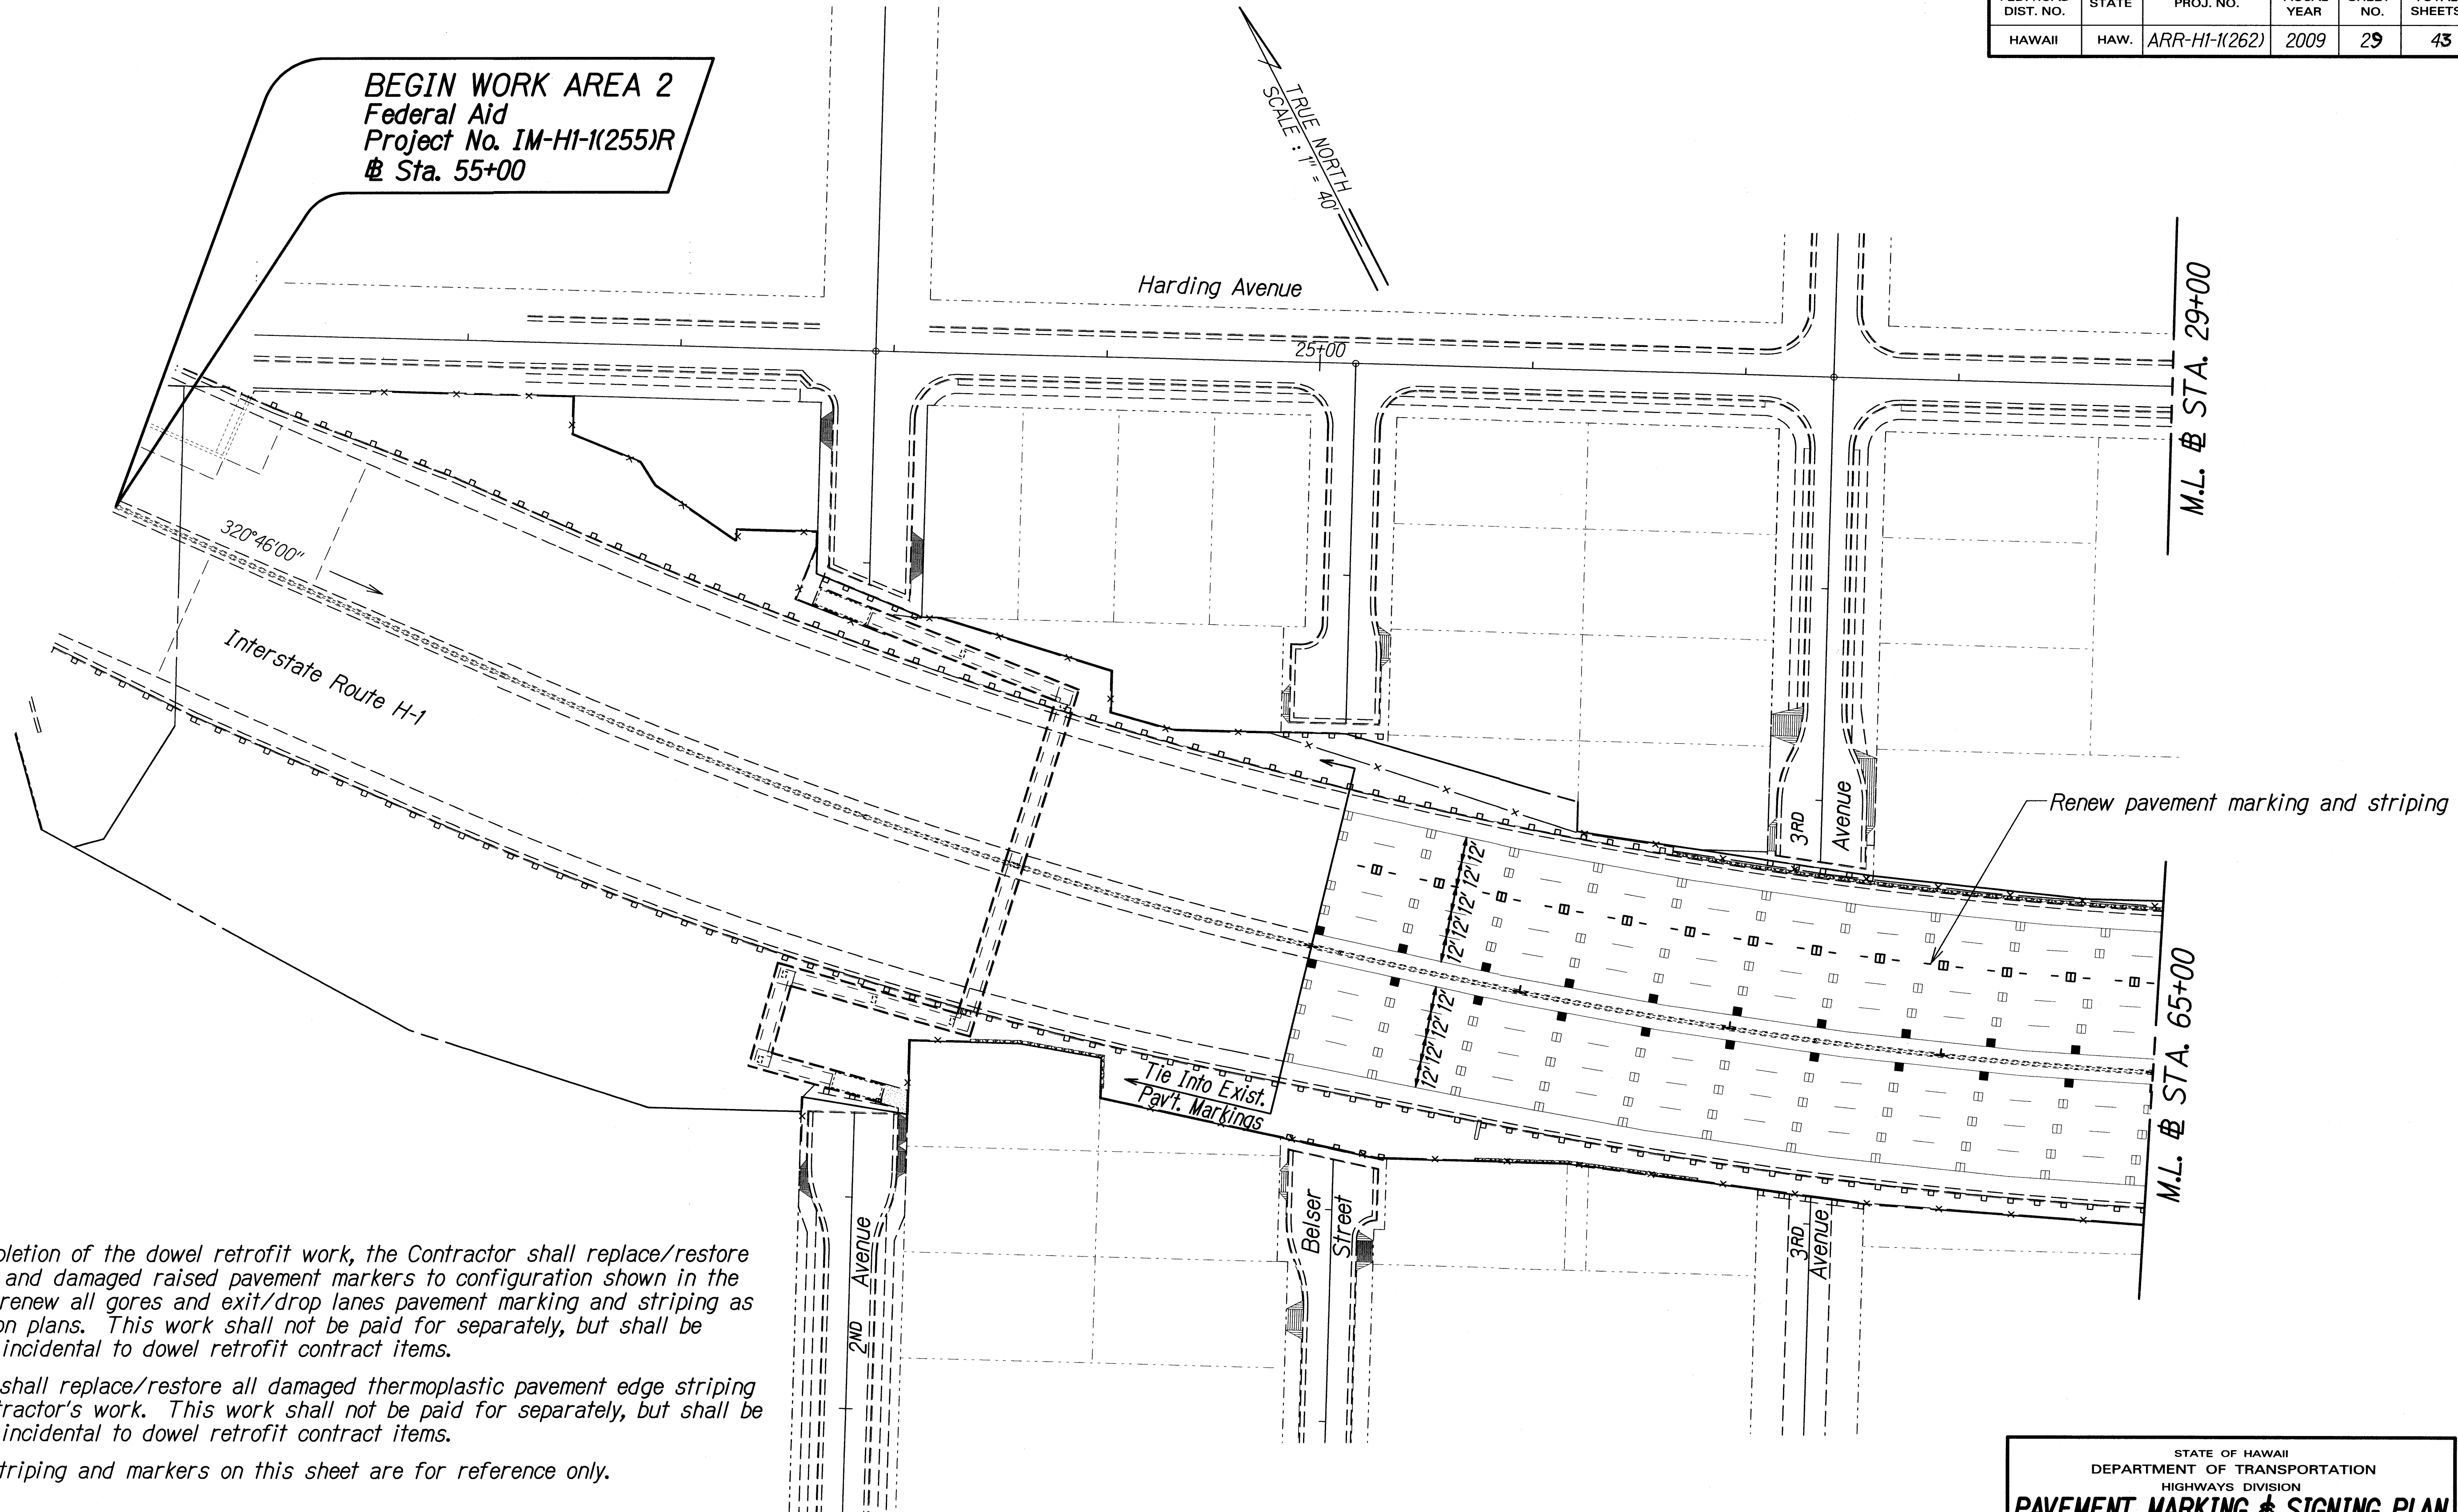 DIST. NO.
STATE
PROJ. NO.
YEAR
NO.
SHEETS
HAWAII
HAW.
ARR-H1-1(262)
2009
29
43
BEGIN WORK AREA 2
Federal Aid
Project No. IM-H1-1(255)R
℄ Sta. 55+00
TRUE NORTH
SCALE : 1" = 40'
Harding Avenue
25+00
M.L. ℄ STA. 29+00
320°46'00"
Interstate Route H-1
3RD
Avenue
Renew pavement marking and striping
12' 12' 12' 12' 12' 12'
12' 12' 12' 12' 12'
M.L. ℄ STA. 65+00
Tie Into Exist.
Pav't. Markings
2ND
Avenue
Belser
Street
3RD
Avenue
of the dowel retrofit work, the Contractor shall replace/restore
and damaged raised pavement markers to configuration shown in the
renew all gores and exit/drop lanes pavement marking and striping as
on plans. This work shall not be paid for separately, but shall be
incidental to dowel retrofit contract items.
shall replace/restore all damaged thermoplastic pavement edge striping
work. This work shall not be paid for separately, but shall be
incidental to dowel retrofit contract items.
striping and markers on this sheet are for reference only.
STATE OF HAWAII
DEPARTMENT OF TRANSPORTATION
HIGHWAYS DIVISION
PAVEMENT MARKING & SIGNING PLAN